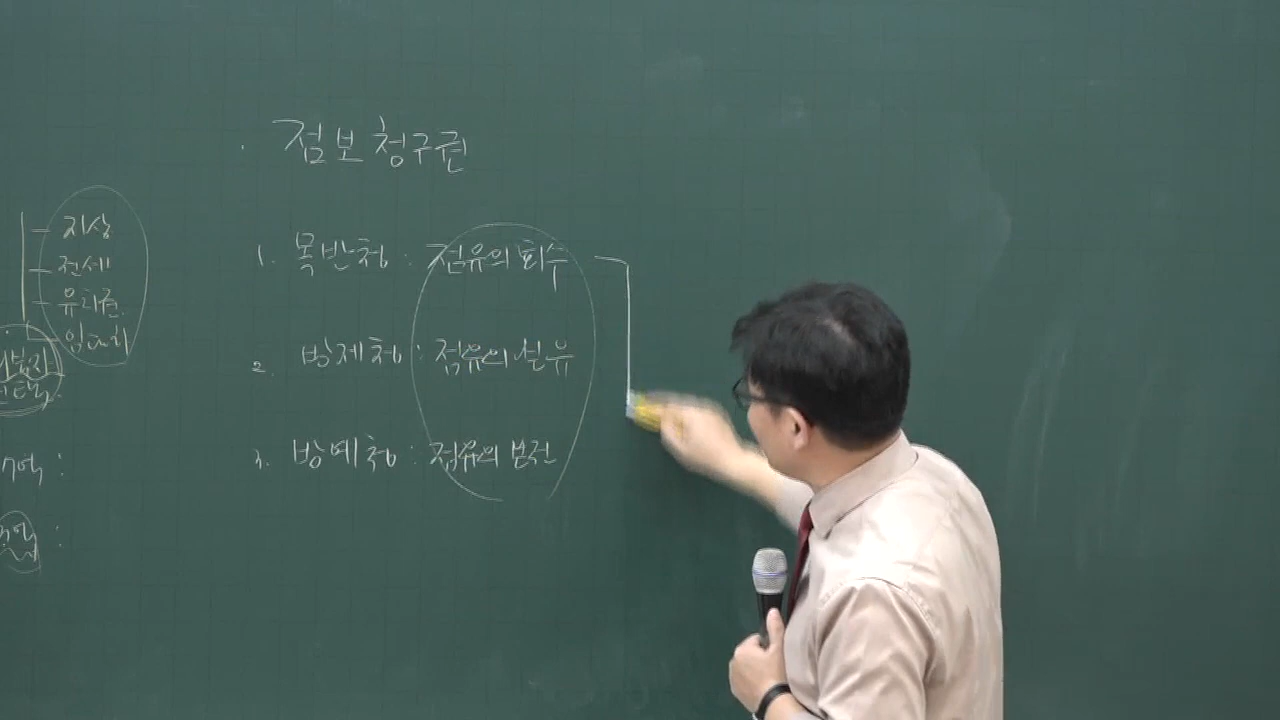 · 점보청구권
1. 목반청 : 점유의 회수
2. 방제청 : 점유의 보유
3. 방예청 : 점유의 보전
지상
전세
유치권
임대차